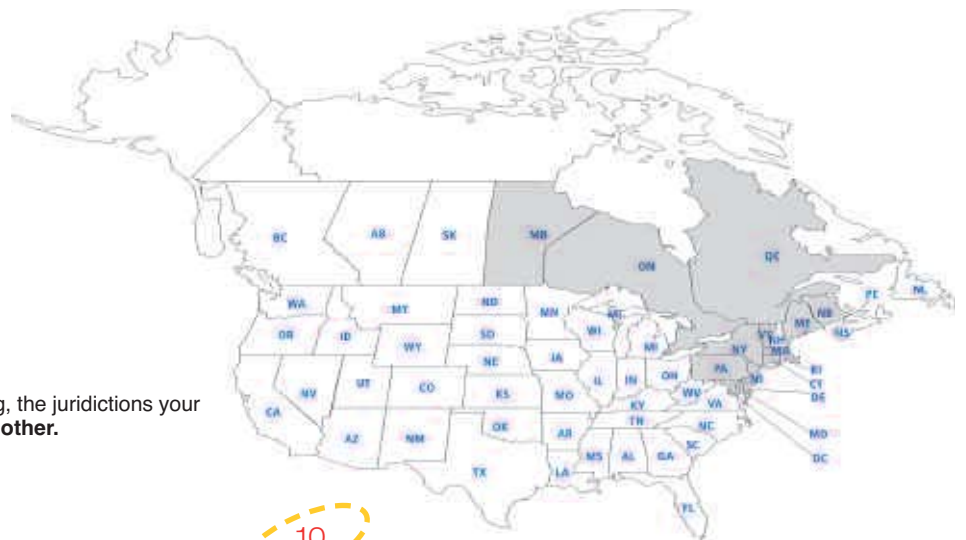 BC
AB
SK
MB
ON
QC
NL
PE
NB
NS
WA
MT
ND
MN
OR
ID
WY
SD
WI
MI
MI
ME
NH
MA
NY
NE
IA
PA
RI
CT
DE
NV
UT
CO
KS
MO
IL
IN
WV
VA
KY
CA
AZ
NM
OK
AR
TN
NC
SC
MD
DC
TX
LA
MS
AL
GA
FL
g, the juridictions your
other.
10